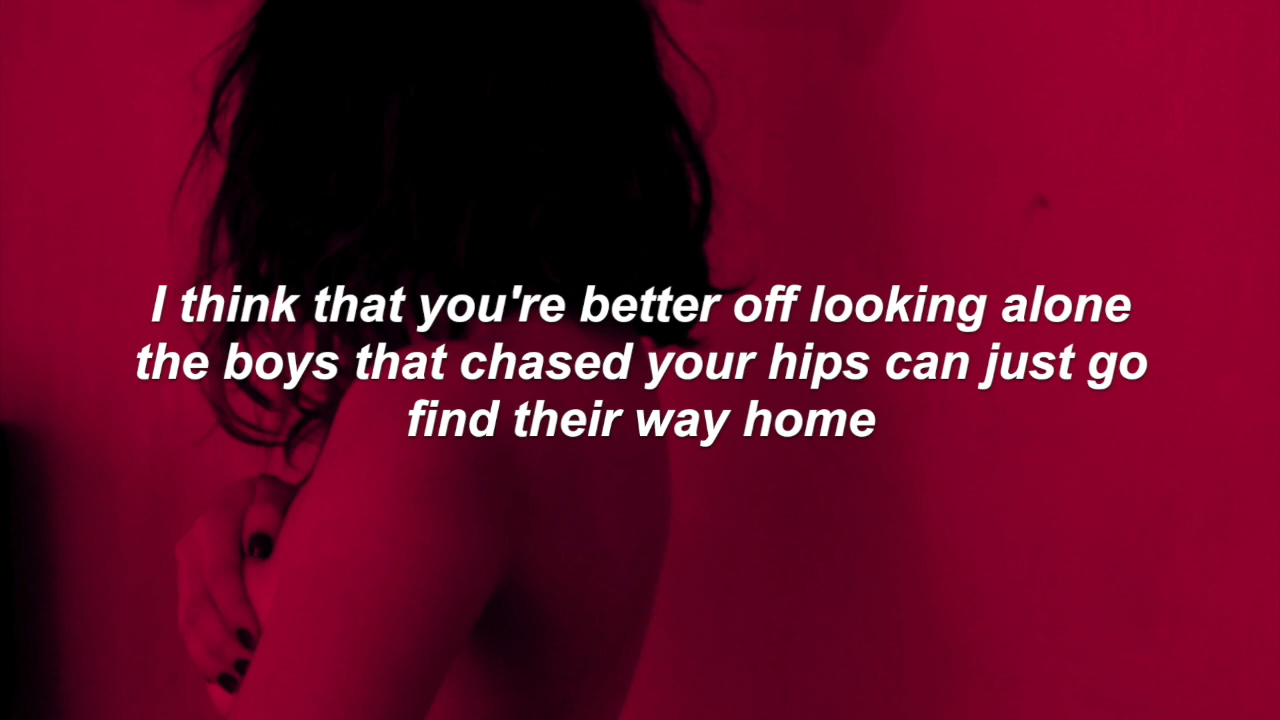 I think that you're better off looking alone
the boys that chased your hips can just go
find their way home